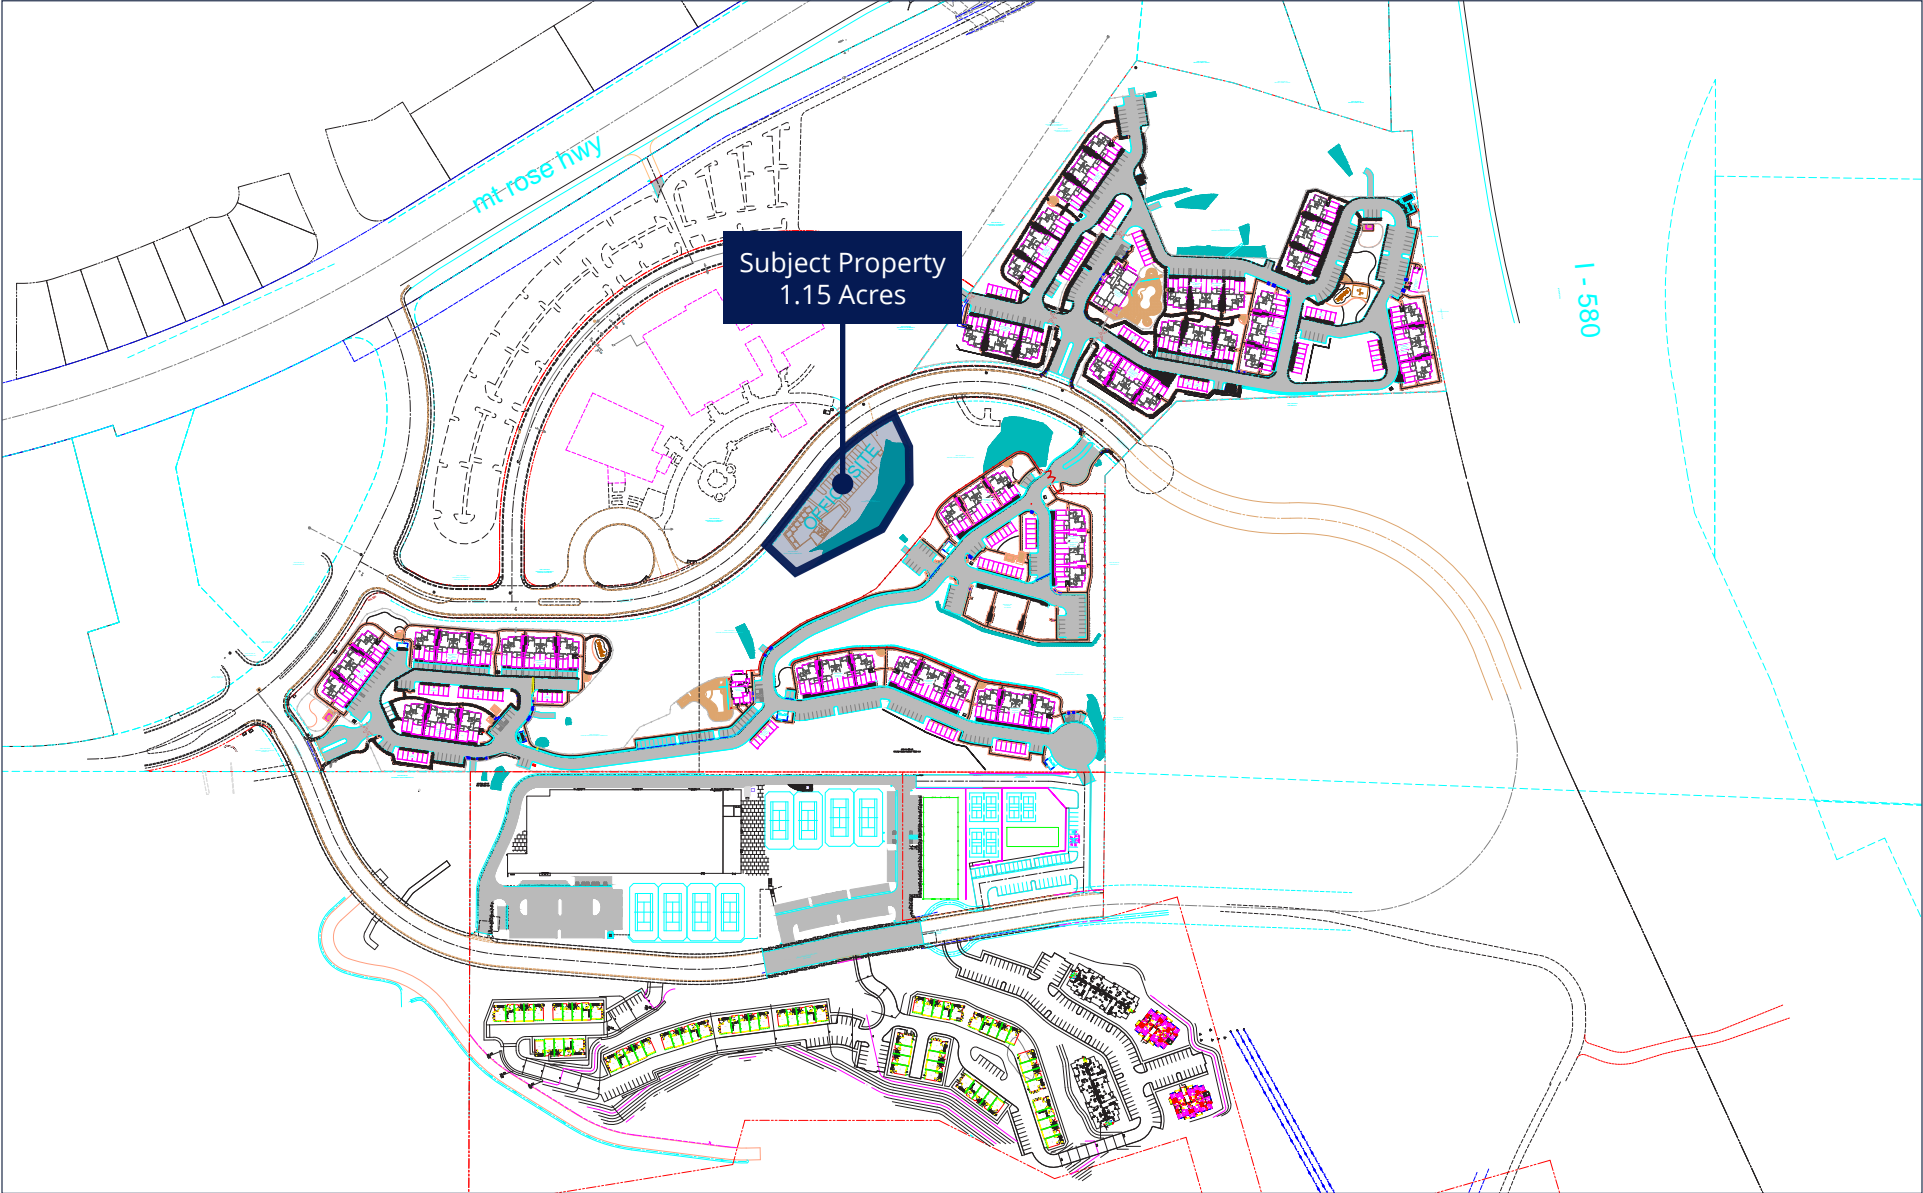 mt rose hwy
Subject Property
1.15 Acres
I - 580
OFFICE SITE